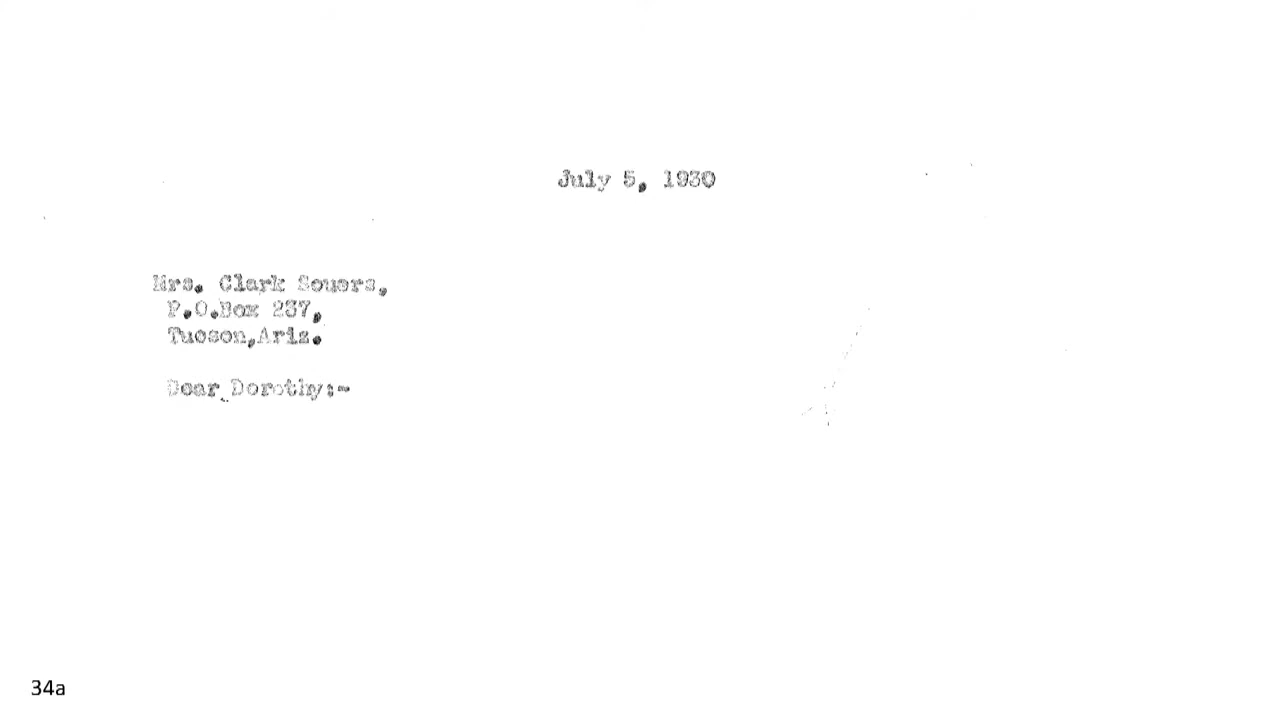 July 5, 1930
Mrs. Clark Souers,
P.O.Box 237,
Tucson,Ariz.
Dear Dorothy:-
34a